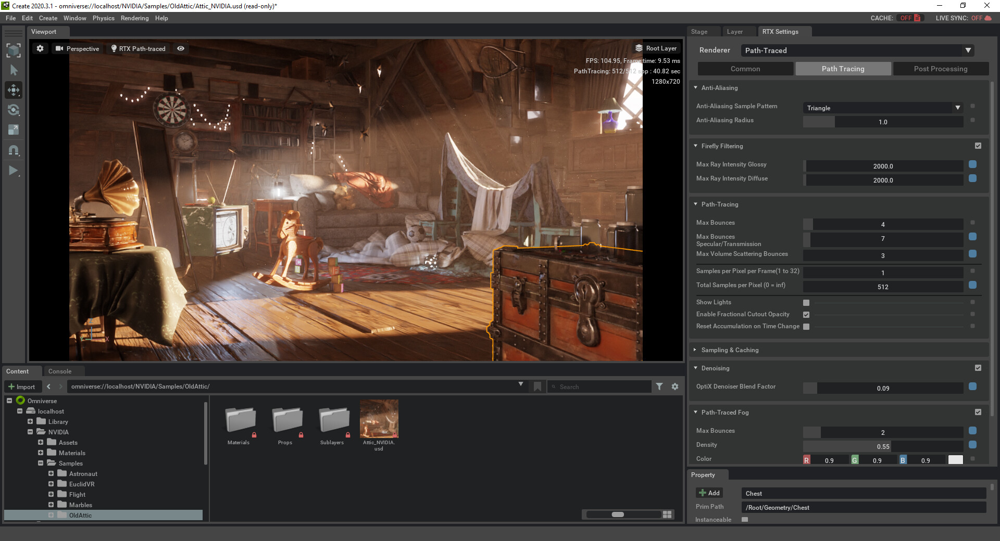 Create 2020.3.1 - omniverse://localhost/NVIDIA/Samples/OldAttic/Attic_NVIDIA.usd (read-only)*
File Edit Create Window Physics Rendering Help
CACHE: OFF LIVE SYNC: OFF
Viewport
Perspective RTX Path-traced
Root Layer
FPS: 104.95, Frame time: 9.53 ms
PathTracing: 512/512 spp : 40.82 sec
1280x720
Z
Y X
Stage Layer RTX Settings
Renderer Path-Traced
Common Path Tracing Post Processing
Anti-Aliasing
Anti-Aliasing Sample Pattern Triangle
Anti-Aliasing Radius 1.0
Firefly Filtering
Max Ray Intensity Glossy 2000.0
Max Ray Intensity Diffuse 2000.0
Path-Tracing
Max Bounces 4
Max Bounces
Specular/Transmission 7
Max Volume Scattering Bounces 3
Samples per Pixel per Frame(1 to 32) 1
Total Samples per Pixel (0 = inf) 512
Show Lights
Enable Fractional Cutout Opacity
Reset Accumulation on Time Change
Sampling & Caching
Denoising
OptiX Denoiser Blend Factor 0.09
Path-Traced Fog
Max Bounces 2
Density 0.55
Color R 0.9 G 0.9 B 0.9
Property
Add Chest
Prim Path /Root/Geometry/Chest
Instanceable
Content Console
Import omniverse://localhost/NVIDIA/Samples/OldAttic/ Search
Omniverse
localhost
Library
NVIDIA
Assets
Materials
Samples
Astronaut
EuclidVR
Flight
Marbles
OldAttic
Materials Props Sublayers Attic_NVIDIA.
usd